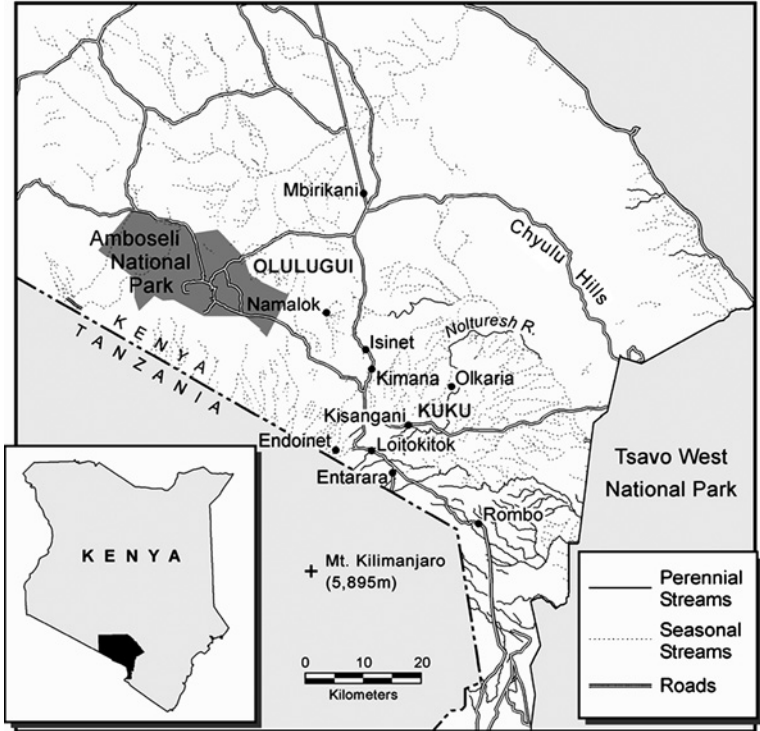 Mbirikani
Chyulu Hills
Amboseli
National
Park
OLULUGUI
Namalok
Nolturesh R.
KENYA
TANZANIA
Isinet
Kimana
Olkaria
Kisangani
KUKU
Endoinet
Loitokitok
Entarara
Tsavo West
National Park
Rombo
KENYA
Mt. Kilimanjaro
(5,895m)
0 10 20
Kilometers
Perennial
Streams
Seasonal
Streams
Roads